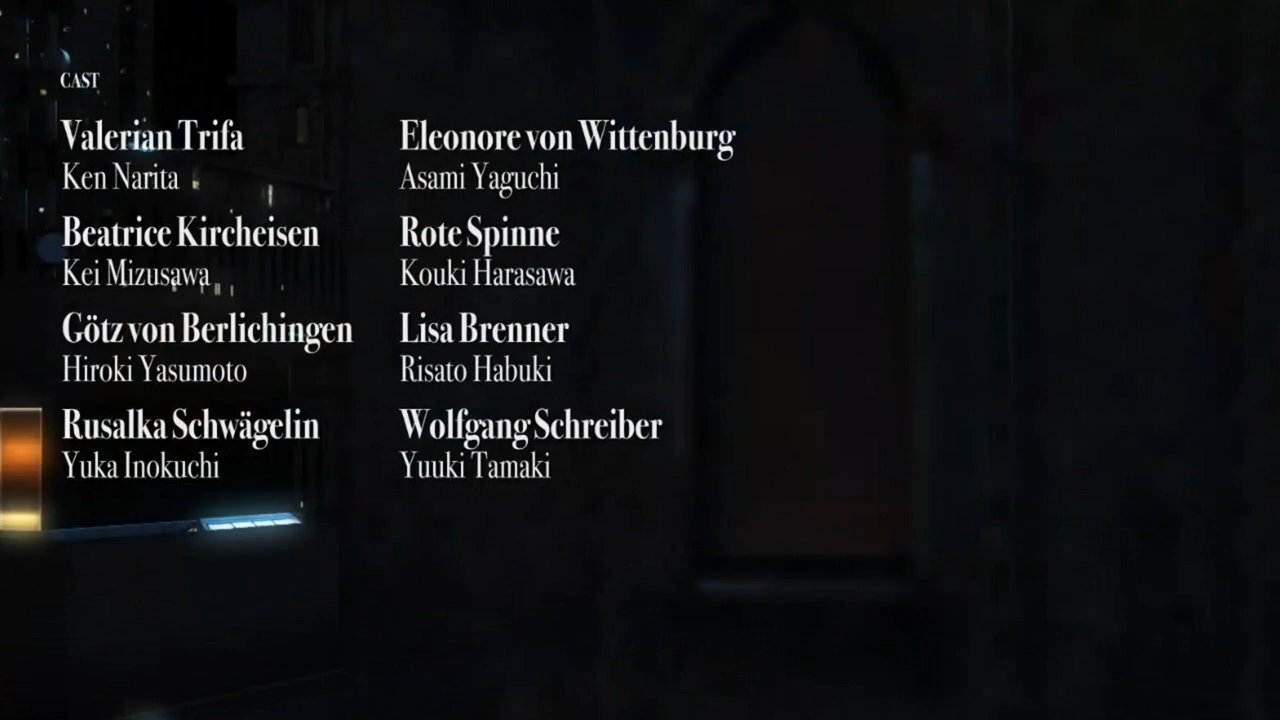 CAST
Valerian Trifa
Ken Narita
Beatrice Kircheisen
Kei Mizusawa
Götz von Berlichingen
Hiroki Yasumoto
Rusalka Schwägelin
Yuka Inokuchi
Eleonore von Wittenburg
Asami Yaguchi
Rote Spinne
Kouki Harasawa
Lisa Brenner
Risato Habuki
Wolfgang Schreiber
Yuuki Tamaki